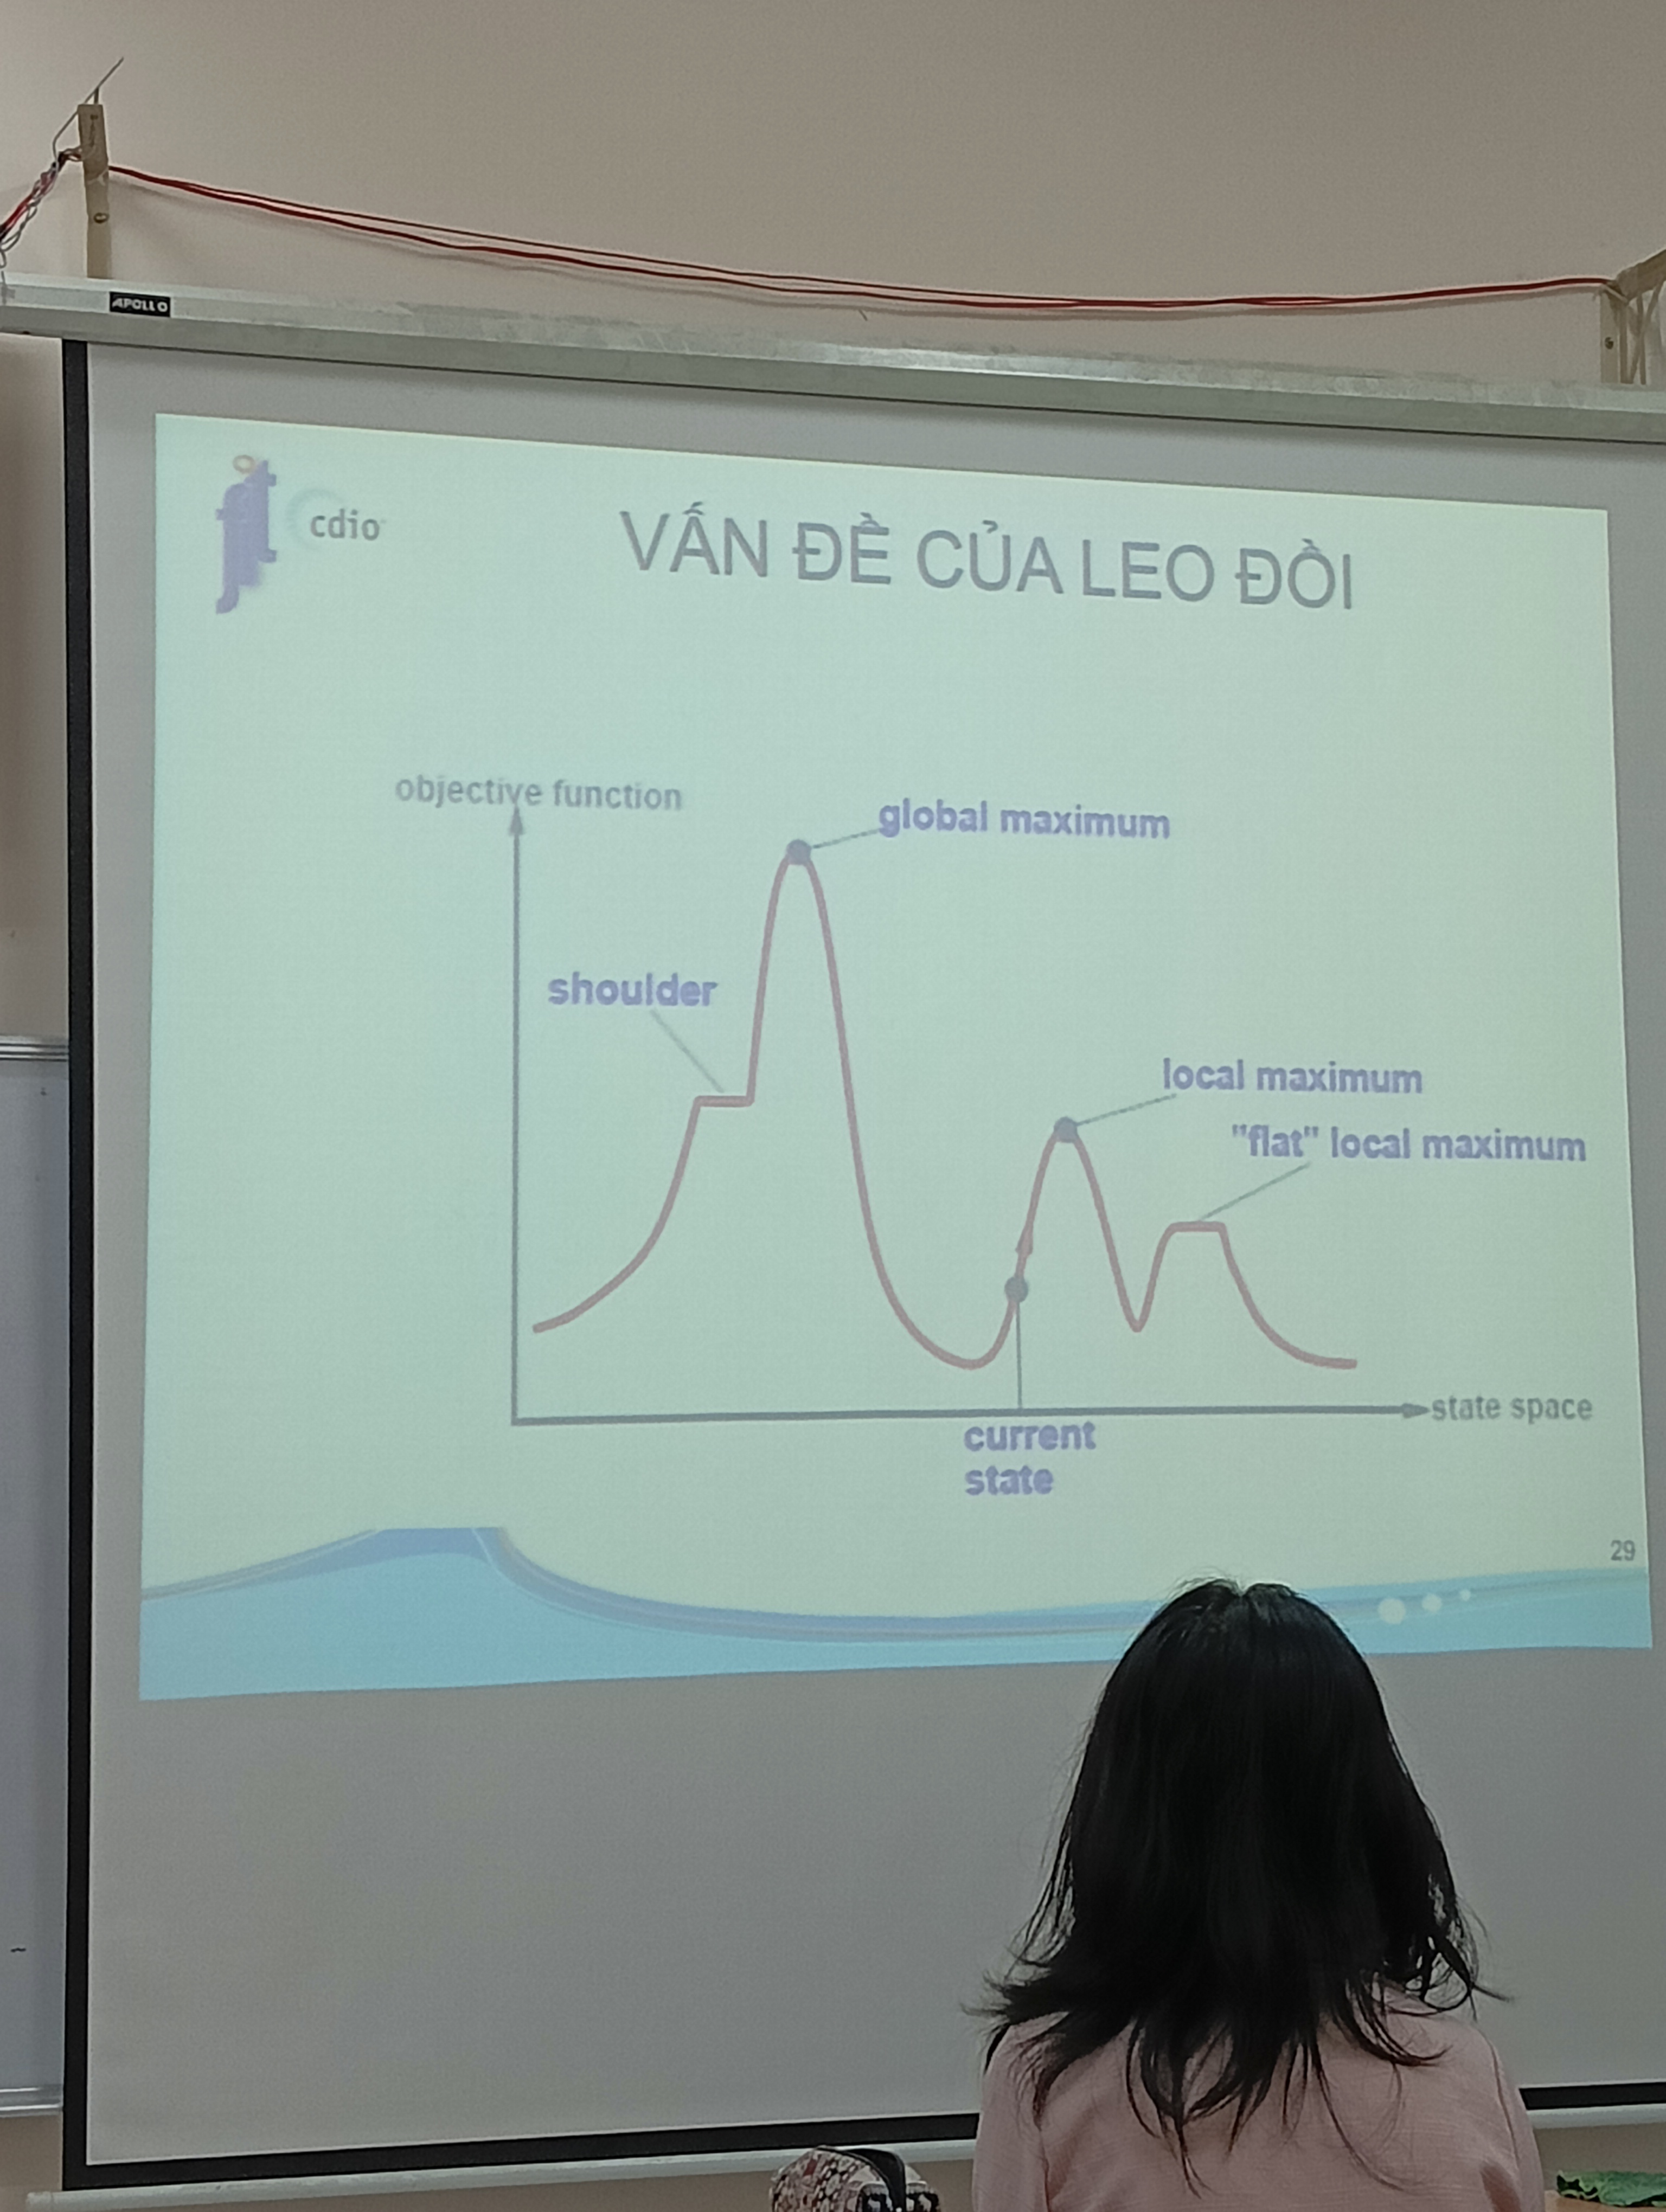 APOLLO
cdio
VẤN ĐỀ CỦA LEO ĐỒI
objective function
global maximum
shoulder
local maximum
"flat" local maximum
state space
current
state
29